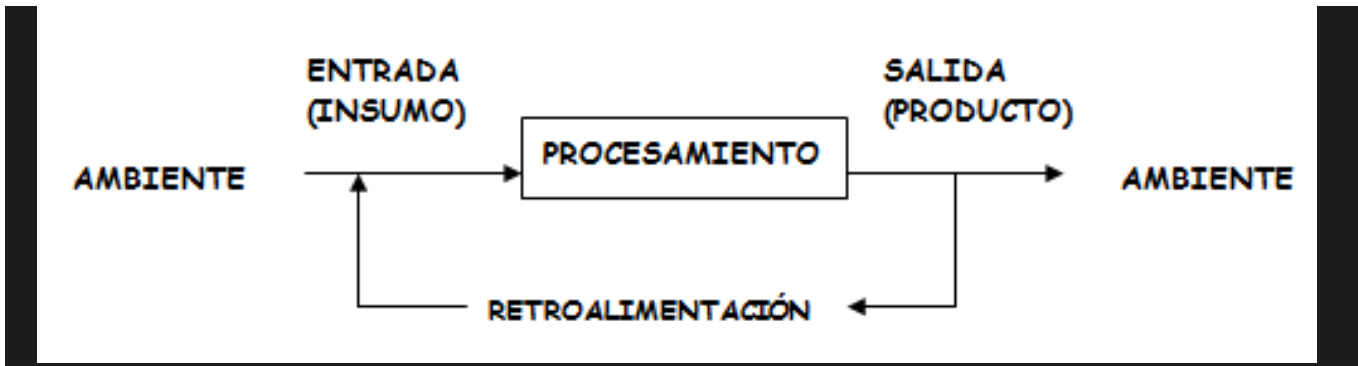 ENTRADA
(INSUMO)
SALIDA
(PRODUCTO)
AMBIENTE
PROCESAMIENTO
AMBIENTE
RETROALIMENTACIÓN